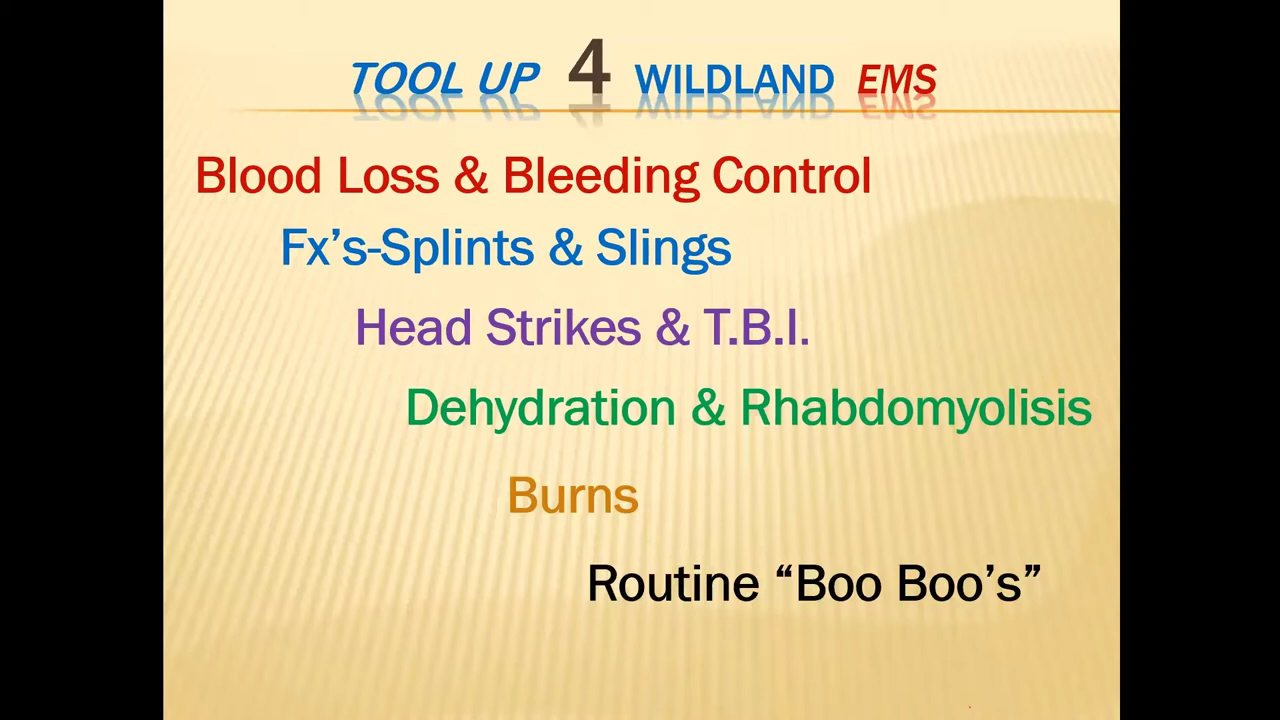 TOOL UP 4 WILDLAND EMS
Blood Loss & Bleeding Control
Fx’s-Splints & Slings
Head Strikes & T.B.I.
Dehydration & Rhabdomyolisis
Burns
Routine “Boo Boo’s”